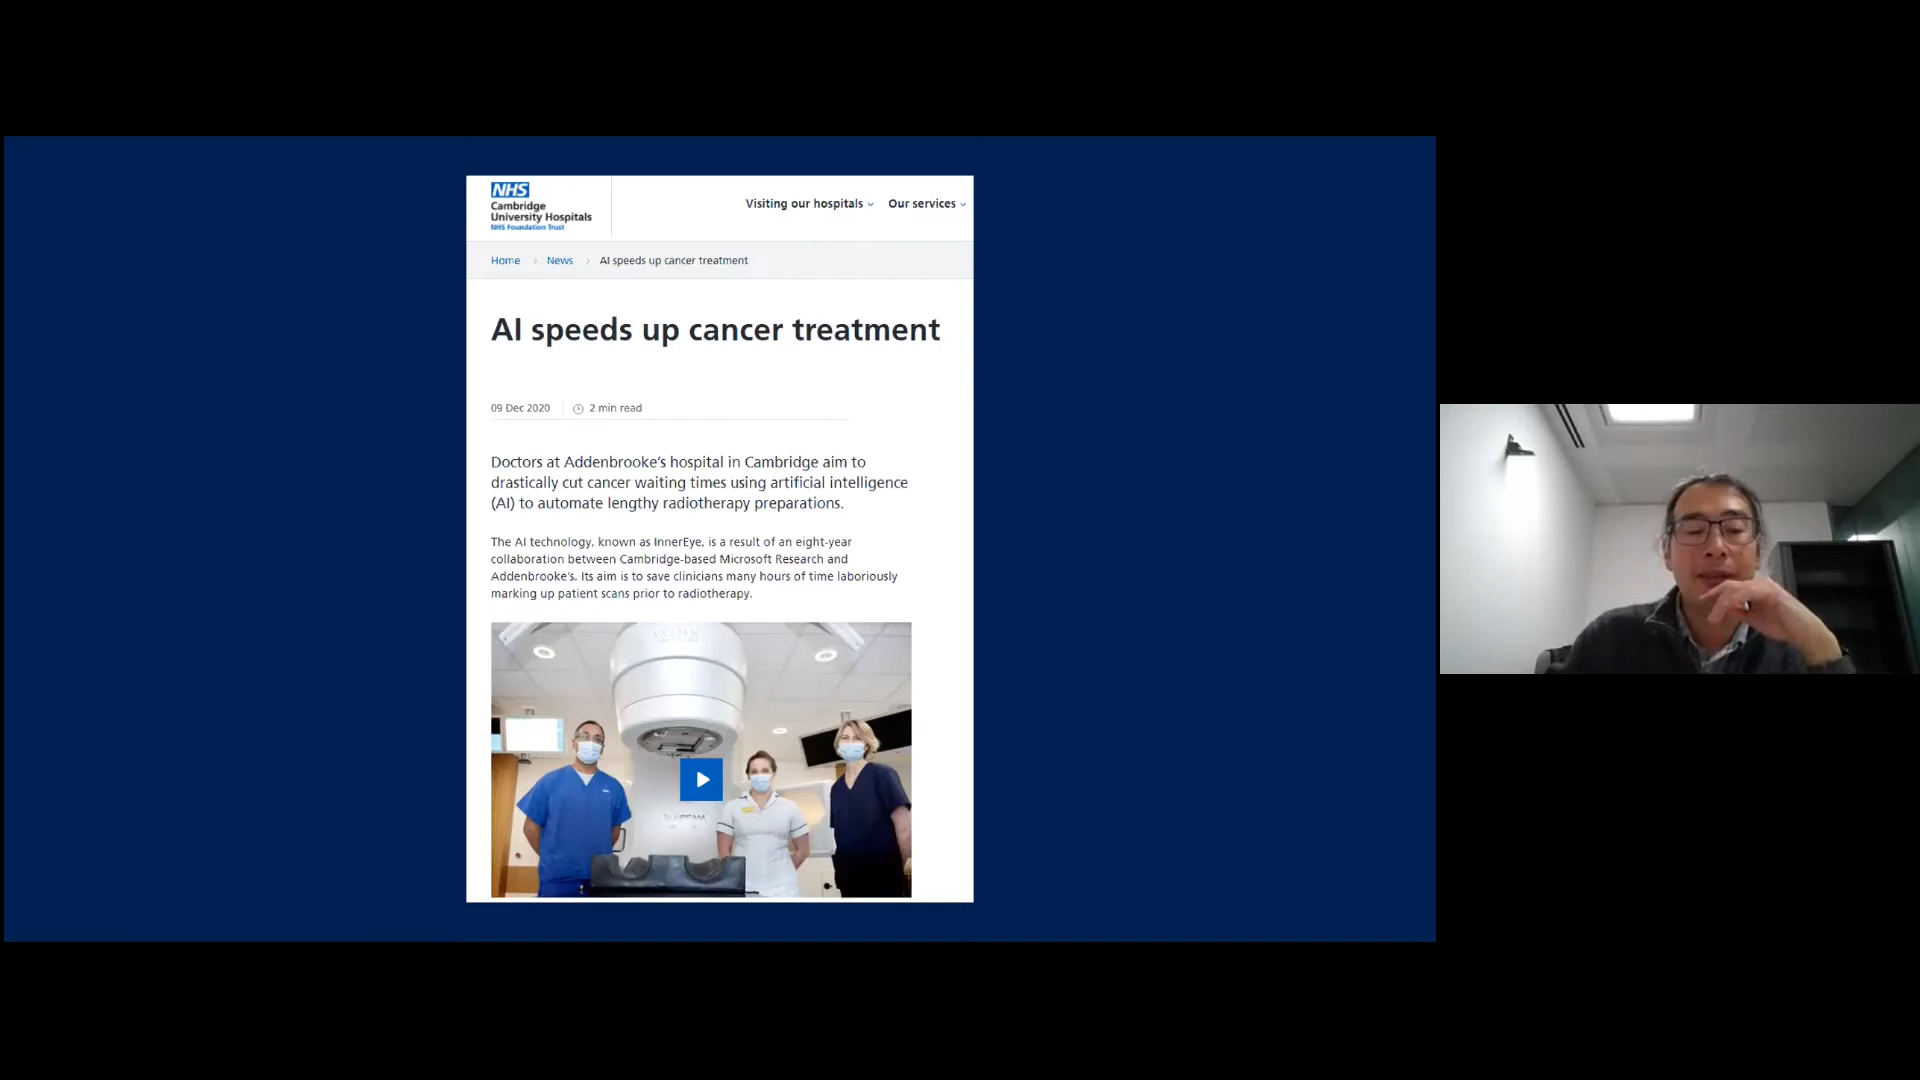 NHS
Cambridge
University Hospitals
NHS Foundation Trust
Visiting our hospitals
Our services
Home > News > AI speeds up cancer treatment
AI speeds up cancer treatment
09 Dec 2020
2 min read
Doctors at Addenbrooke's hospital in Cambridge aim to
drastically cut cancer waiting times using artificial intelligence
(AI) to automate lengthy radiotherapy preparations.
The AI technology, known as InnerEye, is a result of an eight-year
collaboration between Cambridge-based Microsoft Research and
Addenbrooke's. Its aim is to save clinicians many hours of time laboriously
marking up patient scans prior to radiotherapy.